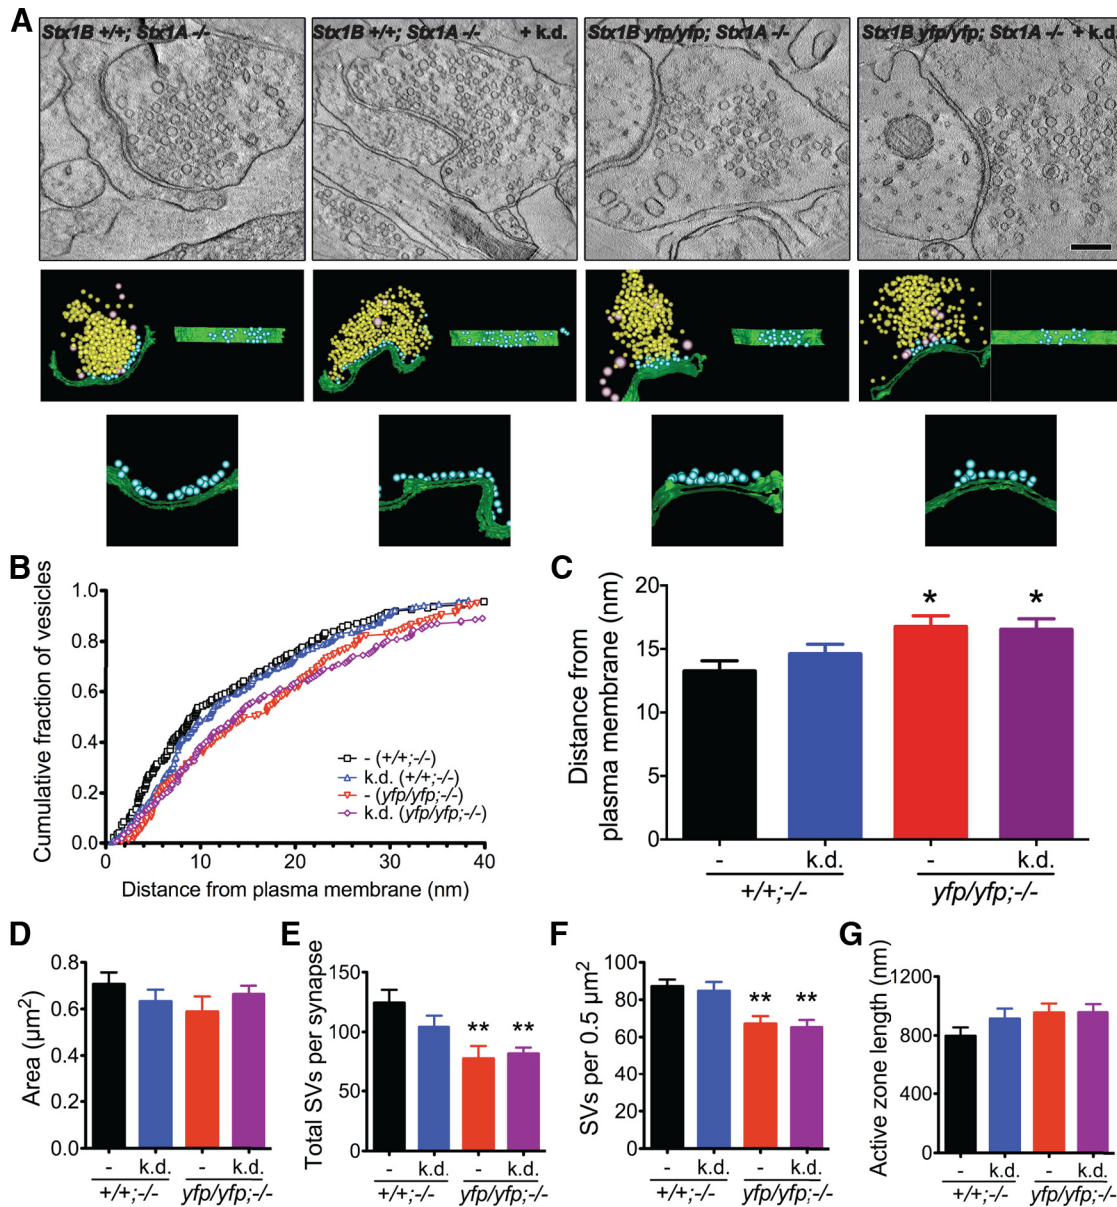 A
Stx1B +/+; Stx1A -/-
Stx1B +/+; Stx1A -/- + k.d.
Stx1B yfp/yfp; Stx1A -/-
Stx1B yfp/yfp; Stx1A -/- + k.d.
B
Cumulative fraction of vesicles
1.0
0.8
0.6
0.4
0.2
0.0
0
10
20
30
40
Distance from plasma membrane (nm)
- (+/+;-/-)
k.d. (+/+;-/-)
- (yfp/yfp;-/-)
k.d. (yfp/yfp;-/-)
C
Distance from
plasma membrane (nm)
20
15
10
5
0
*
*
-
k.d.
-
k.d.
+/+;-/-
yfp/yfp;-/-
D
Area (µm²)
0.8
0.6
0.4
0.2
0.0
-
k.d.
-
k.d.
+/+;-/-
yfp/yfp;-/-
E
Total SVs per synapse
150
100
50
0
**
**
-
k.d.
-
k.d.
+/+;-/-
yfp/yfp;-/-
F
SVs per 0.5 µm²
100
80
60
40
20
0
**
**
-
k.d.
-
k.d.
+/+;-/-
yfp/yfp;-/-
G
Active zone length (nm)
1200
800
400
0
-
k.d.
-
k.d.
+/+;-/-
yfp/yfp;-/-